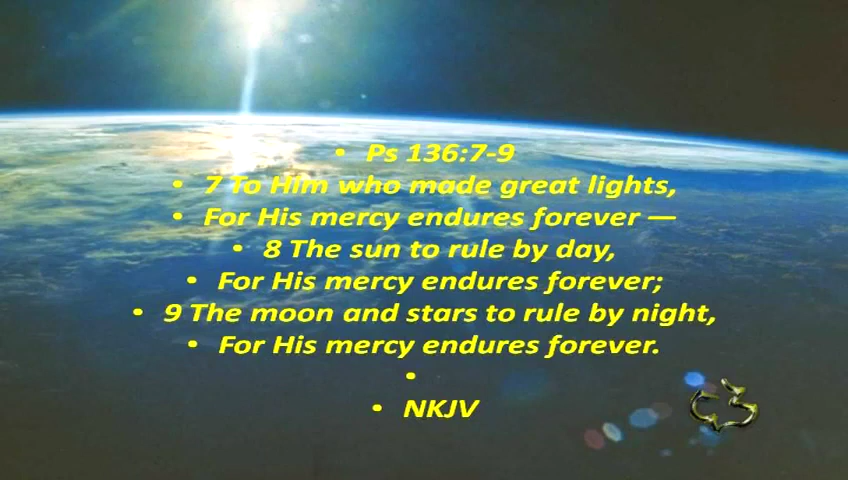 • Ps 136:7-9
• 7 To Him who made great lights,
• For His mercy endures forever —
• 8 The sun to rule by day,
• For His mercy endures forever;
• 9 The moon and stars to rule by night,
• For His mercy endures forever.
•
• NKJV